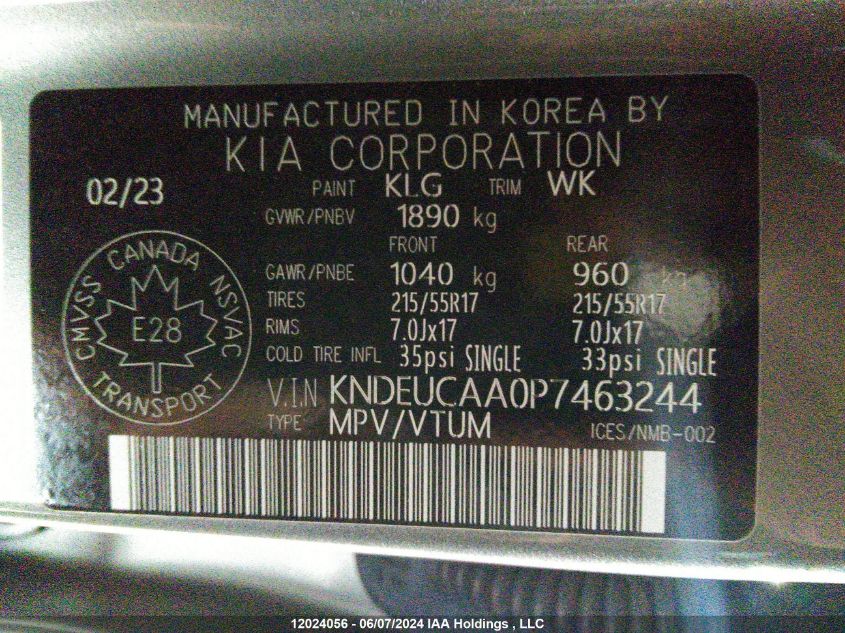 MANUFACTURED IN KOREA BY
KIA CORPORATION
02/23 PAINT KLG TRIM WK
GVWR/PNBV 1890 kg
FRONT REAR
GAWR/PNBE 1040 kg 960 kg
TIRES 215/55R17 215/55R17
RIMS 7.0Jx17 7.0Jx17
COLD TIRE INFL 35psi SINGLE 33psi SINGLE
V.I.N KNDEUCAA0P7463244
TYPE MPV/VTUM ICES/NMB-002
CMVSS CANADA NSVAC
E28
TRANSPORT
12024056 - 06/07/2024 IAA Holdings , LLC